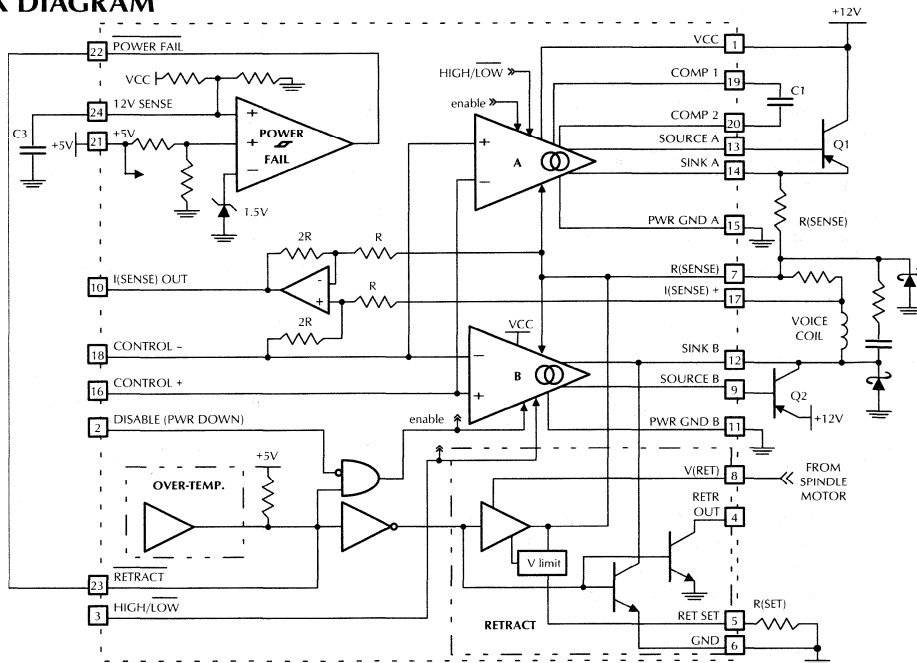 K DIAGRAM
+12V
22 POWER FAIL
VCC 1
VCC
HIGH/LOW
COMP 1 19
enable
C1
24 12V SENSE
COMP 2 20
C3
+5V 21 +5V
POWER FAIL
SOURCE A 13
Q1
A
SINK A 14
1.5V
R(SENSE)
PWR GND A 15
2R R
10 I(SENSE) OUT
R(SENSE) 7
R
I(SENSE) + 17
2R
VCC
VOICE COIL
18 CONTROL –
SINK B 12
B
SOURCE B 9
Q2
16 CONTROL +
+12V
enable
2 DISABLE (PWR DOWN)
PWR GND B 11
+5V
OVER-TEMP.
V(RET) 8
FROM SPINDLE MOTOR
RETR OUT 4
V limit
23 RETRACT
3 HIGH/LOW
RETRACT
RET SET 5
R(SET)
GND 6